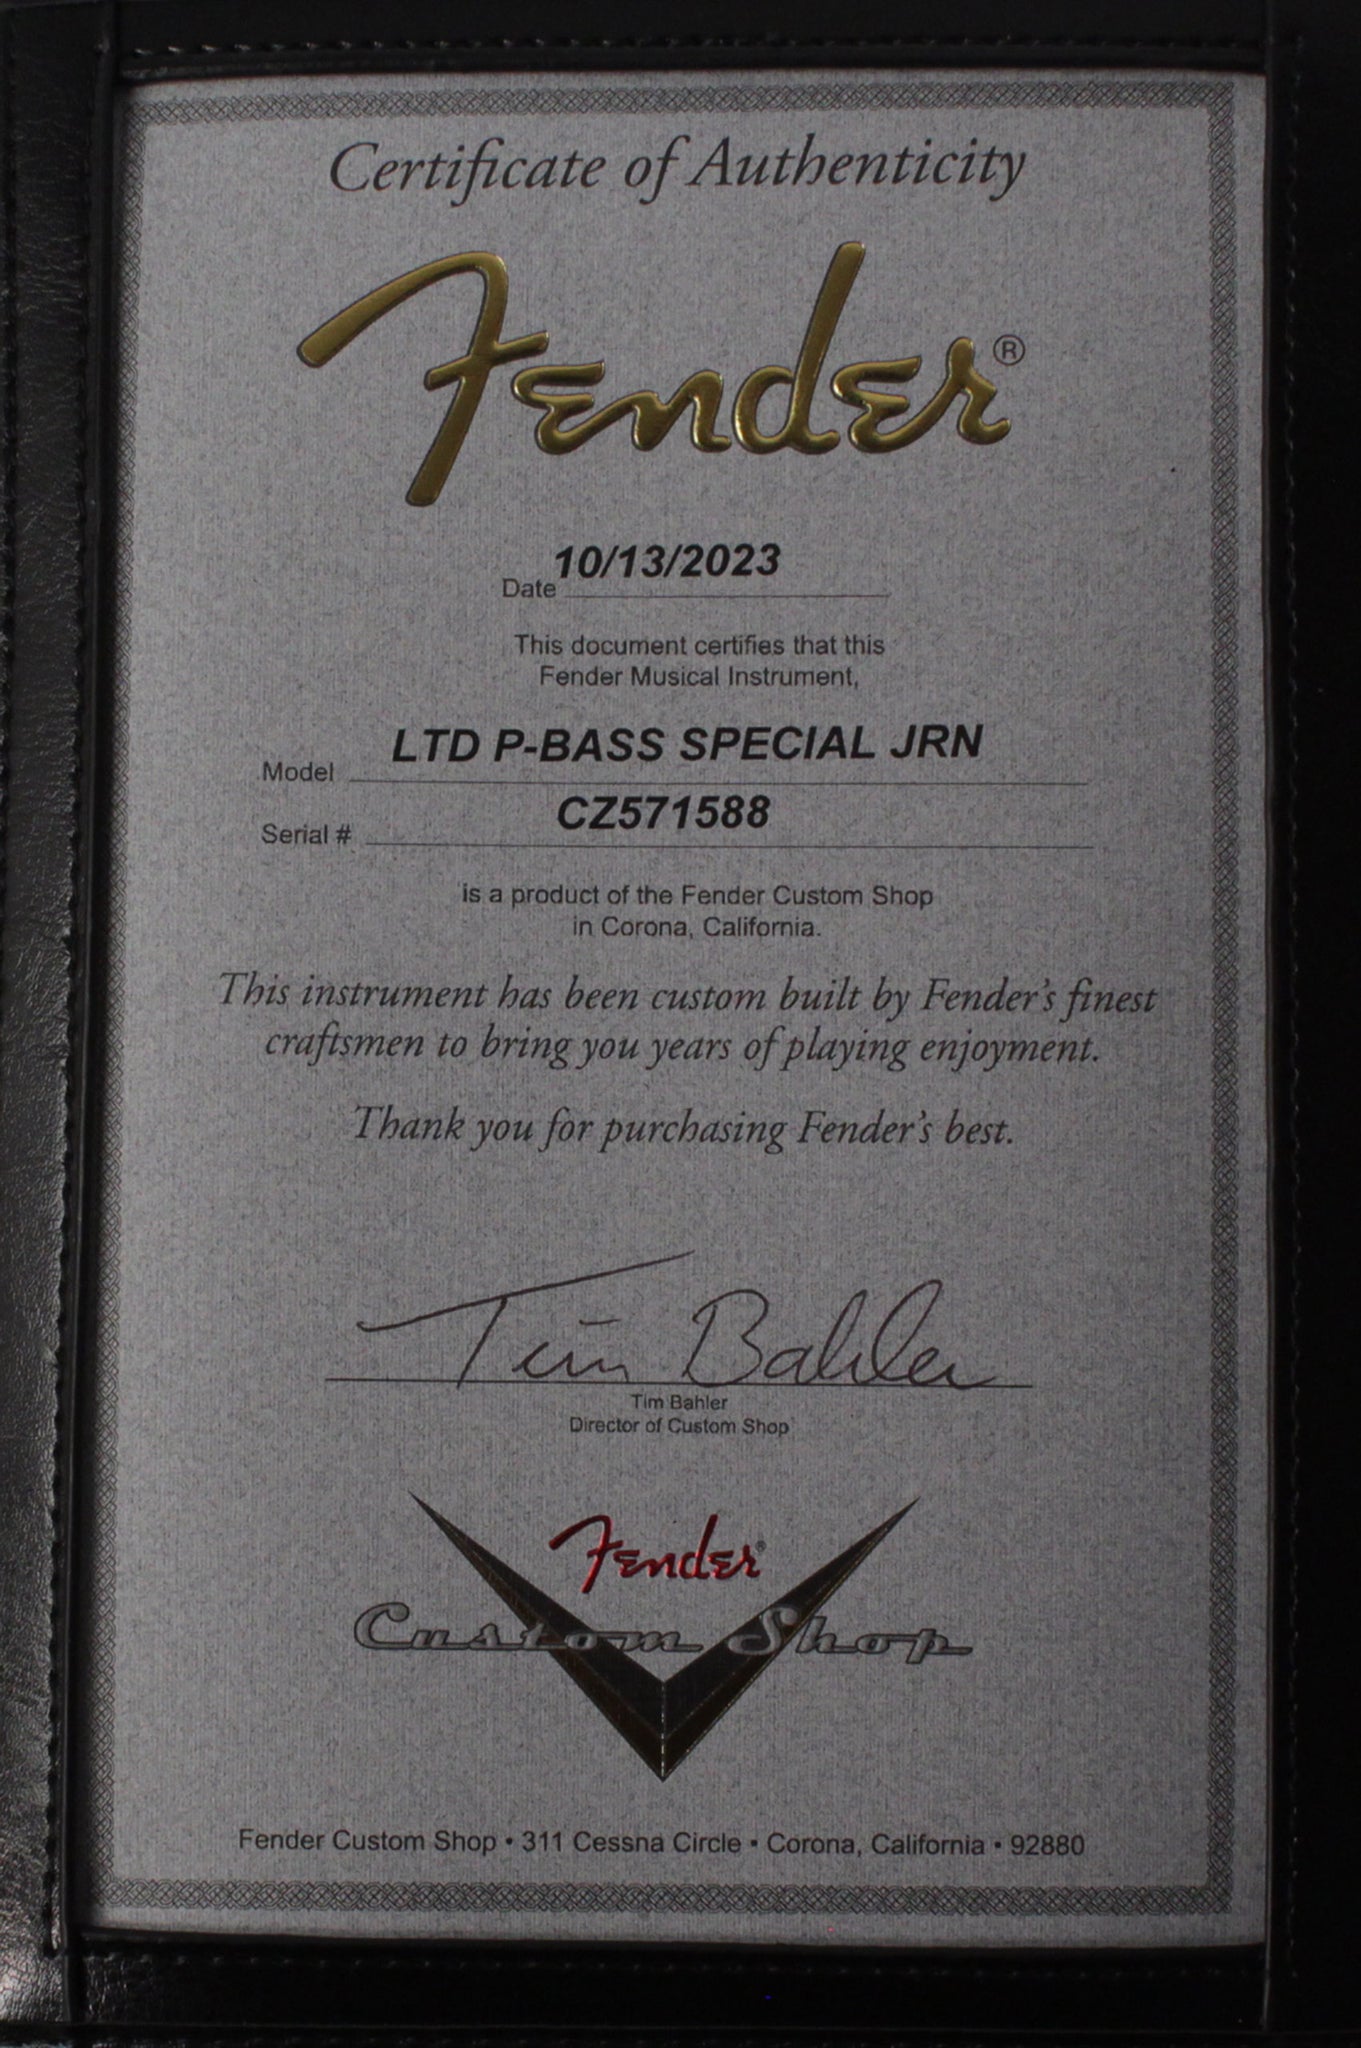 Certificate of Authenticity
Fender®
Date 10/13/2023
This document certifies that this
Fender Musical Instrument,
Model LTD P-BASS SPECIAL JRN
Serial # CZ571588
is a product of the Fender Custom Shop
in Corona, California.
This instrument has been custom built by Fender's finest
craftsmen to bring you years of playing enjoyment.
Thank you for purchasing Fender's best.
Tim Bahler
Tim Bahler
Director of Custom Shop
Fender®
Custom Shop
Fender Custom Shop • 311 Cessna Circle • Corona, California • 92880